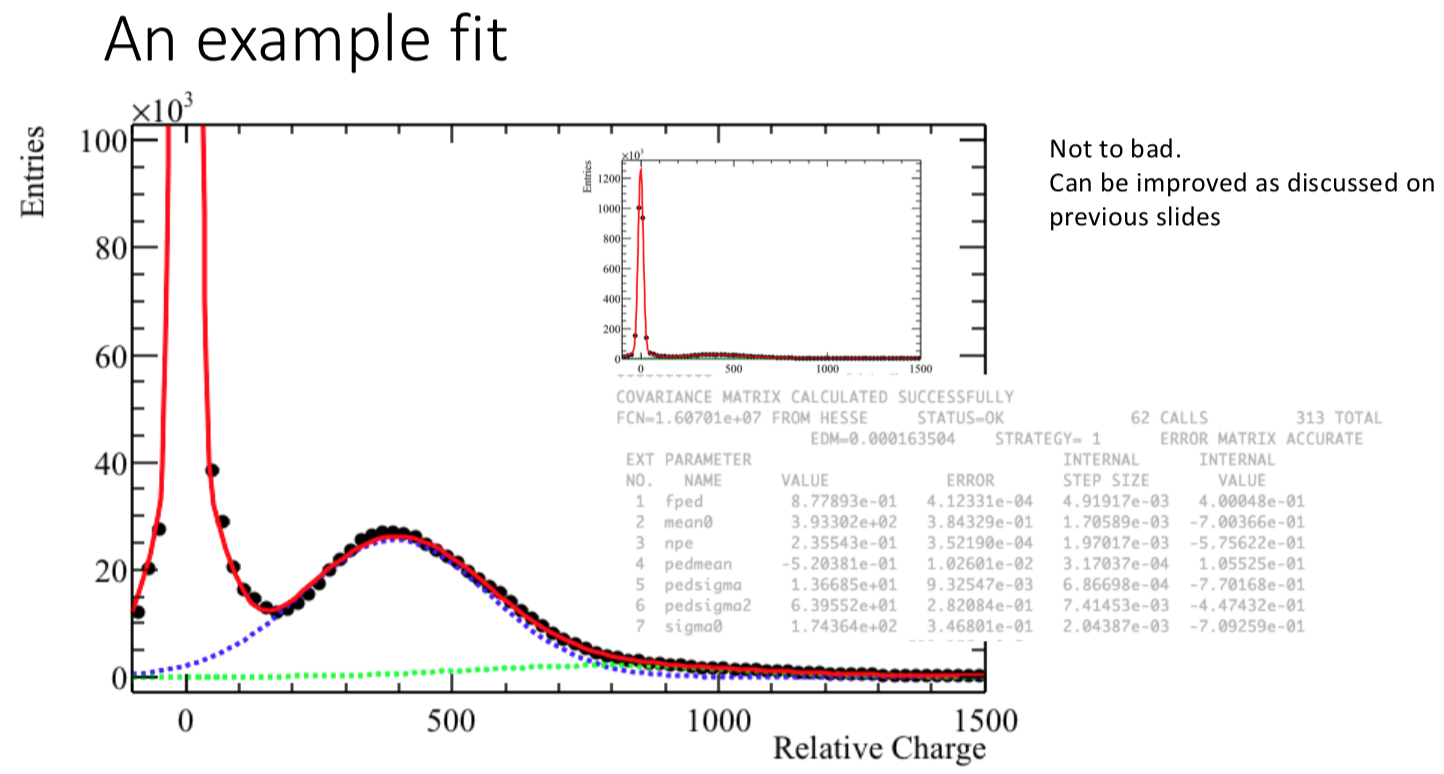 An example fit
×10³
Entries
100
80
60
40
20
0
0 500 1000 1500
Relative Charge
×10³
Entries
1200
1000
800
600
400
200
0
0 500 1000 1500
Not to bad.
Can be improved as discussed on
previous slides
COVARIANCE MATRIX CALCULATED SUCCESSFULLY
FCN=1.60701e+07 FROM HESSE STATUS=OK 62 CALLS 313 TOTAL
EDM=0.000163504 STRATEGY= 1 ERROR MATRIX ACCURATE
EXT PARAMETER INTERNAL INTERNAL
NO. NAME VALUE ERROR STEP SIZE VALUE
1 fped 8.77893e-01 4.12331e-04 4.91917e-03 4.00048e-01
2 mean0 3.93302e+02 3.84329e-01 1.70589e-03 -7.00366e-01
3 npe 2.35543e-01 3.52190e-04 1.97017e-03 -5.75622e-01
4 pedmean -5.20381e-01 1.02601e-02 3.17037e-04 1.05525e-01
5 pedsigma 1.36685e+01 9.32547e-03 6.86698e-04 -7.70168e-01
6 pedsigma2 6.39552e+01 2.82084e-01 7.41453e-03 -4.47432e-01
7 sigma0 1.74364e+02 3.46801e-01 2.04387e-03 -7.09259e-01